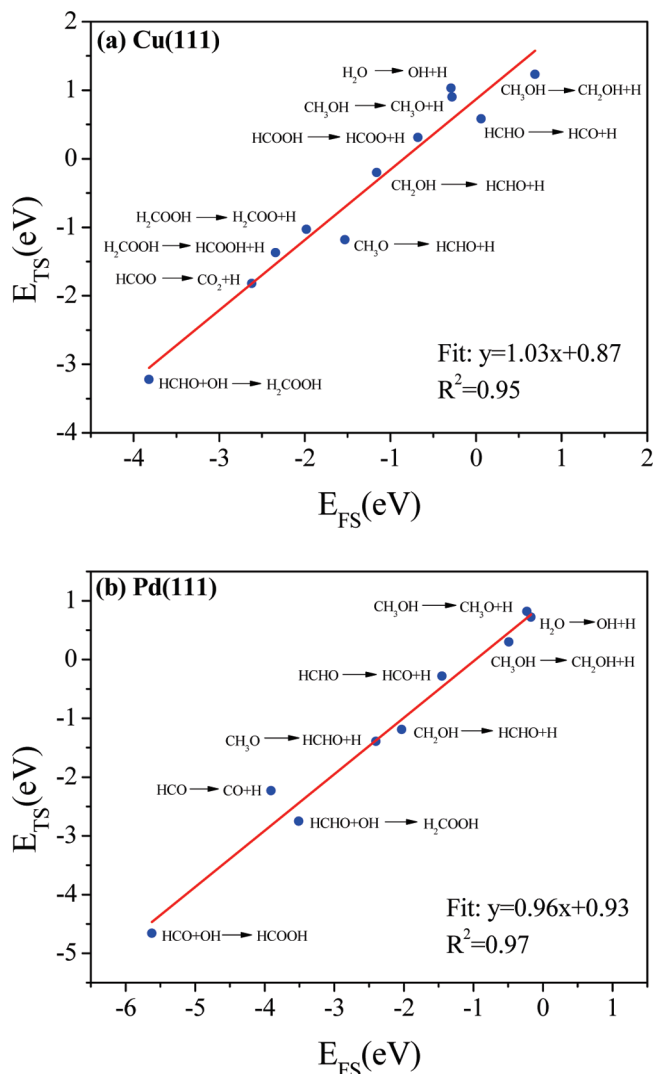 (a) Cu(111)
H₂O → OH+H
CH₃OH → CH₃O+H
CH₃OH → CH₂OH+H
HCOOH → HCOO+H
HCHO → HCO+H
CH₂OH → HCHO+H
H₂COOH → H₂COO+H
H₂COOH → HCOOH+H
CH₃O → HCHO+H
HCOO → CO₂+H
HCHO+OH → H₂COOH
Fit: y=1.03x+0.87
R²=0.95
2
1
0
-1
-2
-3
-4
E_TS(eV)
-4 -3 -2 -1 0 1 2
E_FS(eV)
(b) Pd(111)
CH₃OH → CH₃O+H
H₂O → OH+H
CH₃OH → CH₂OH+H
HCHO → HCO+H
CH₃O → HCHO+H
CH₂OH → HCHO+H
HCO → CO+H
HCHO+OH → H₂COOH
HCO+OH → HCOOH
Fit: y=0.96x+0.93
R²=0.97
1
0
-1
-2
-3
-4
-5
E_TS(eV)
-6 -5 -4 -3 -2 -1 0 1
E_FS(eV)